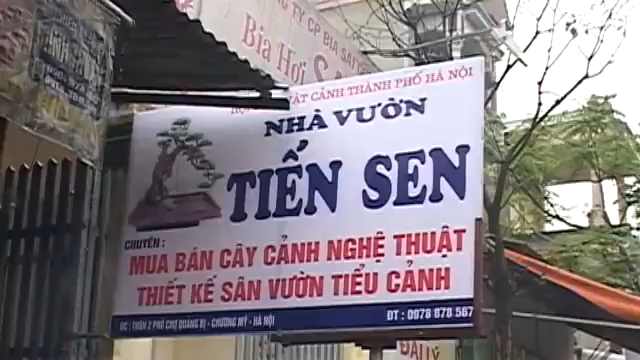 TY CP BIA SÀI
Bia Hơi
HỘI VẬT CẢNH THÀNH PHỐ HÀ NỘI
NHÀ VƯỜN
TIẾN SEN
CHUYÊN :
MUA BÁN CÂY CẢNH NGHỆ THUẬT
THIẾT KẾ SÂN VƯỜN TIỂU CẢNH
ĐC : THÔN 2 PHỐ CHỢ QUẢNG BỊ - CHƯƠNG MỸ - HÀ NỘI
ĐT : 0978 878 567
ĐẠI LÝ